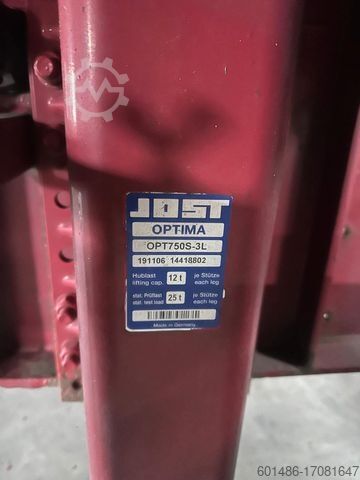 JOST
OPTIMA
OPT750S-3L
191106 14418802
Hublast
lifting cap.
12 t
je Stütze
each leg
stat. Prüflast
stat. test load
25 t
je Stütze
each leg
Made in Germany
601486-17081647